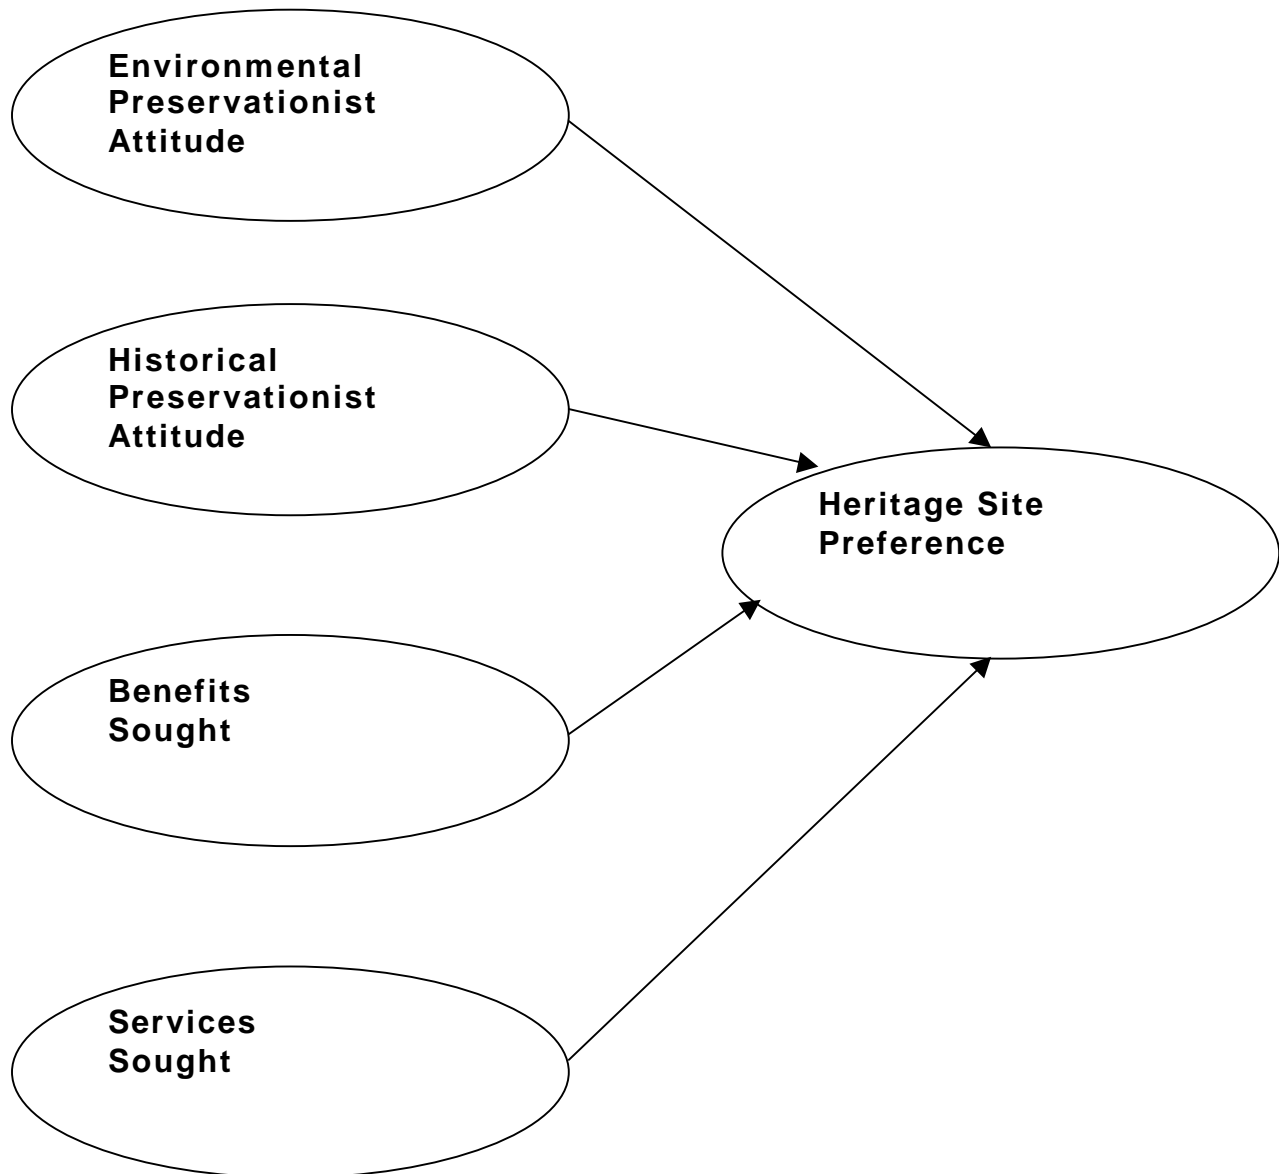 Environmental
Preservationist
Attitude
Historical
Preservationist
Attitude
Heritage Site
Preference
Benefits
Sought
Services
Sought